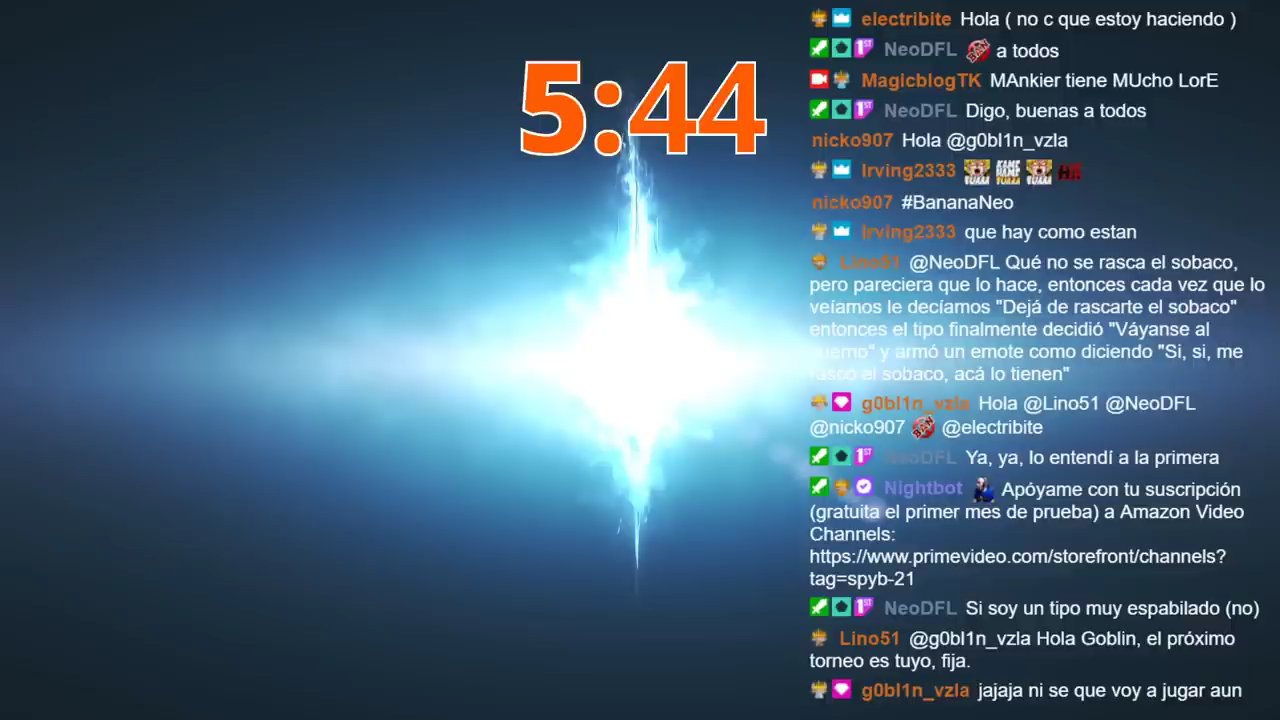 5:44
electribite Hola ( no c que estoy haciendo )
NeoDFL a todos
MagicblogTK MAnkier tiene MUcho LorE
NeoDFL Digo, buenas a todos
nicko907 Hola @g0bl1n_vzla
Irving2333
nicko907 #BananaNeo
Irving2333 que hay como estan
Lino51 @NeoDFL Qué no se rasca el sobaco,
pero pareciera que lo hace, entonces cada vez que lo
veíamos le decíamos "Dejá de rascarte el sobaco"
entonces el tipo finalmente decidió "Váyanse al
y armó un emote como diciendo "Si, si, me
rasco el sobaco, acá lo tienen"
g0bl1n_vzla Hola @Lino51 @NeoDFL
@nicko907 @electribite
NeoDFL Ya, ya, lo entendí a la primera
Nightbot Apóyame con tu suscripción
(gratuita el primer mes de prueba) a Amazon Video
Channels:
https://www.primevideo.com/storefront/channels?
tag=spyb-21
NeoDFL Si soy un tipo muy espabilado (no)
Lino51 @g0bl1n_vzla Hola Goblin, el próximo
torneo es tuyo, fija.
g0bl1n_vzla jajaja ni se que voy a jugar aun